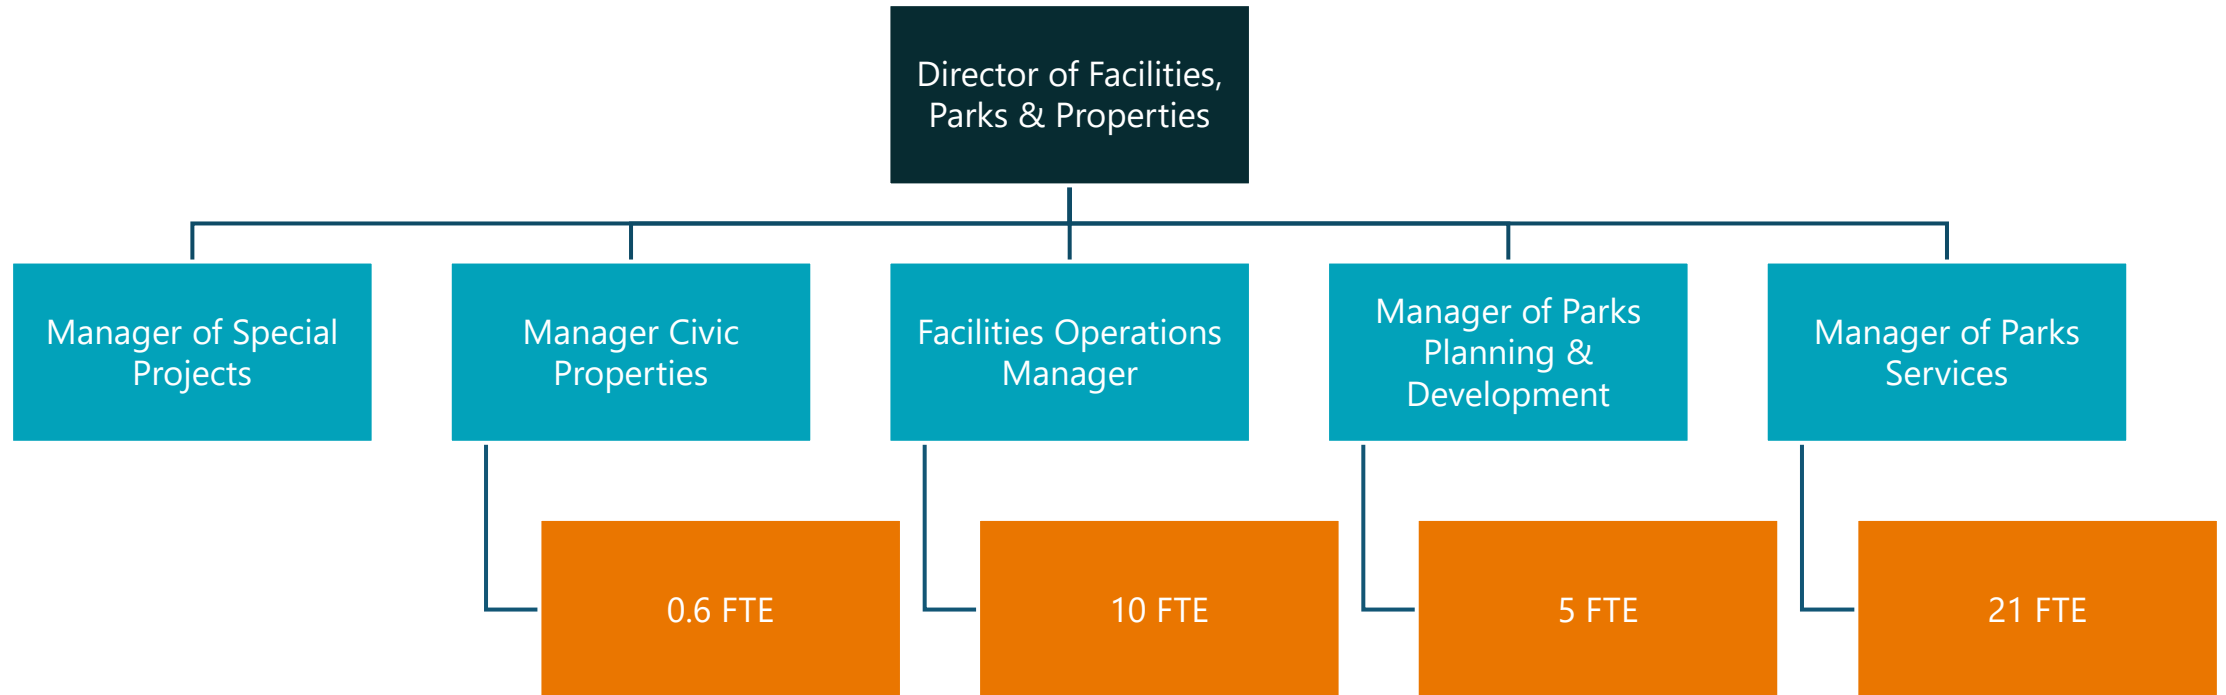 Director of Facilities,
Parks & Properties
Manager of Special
Projects
Manager Civic
Properties
Facilities Operations
Manager
Manager of Parks
Planning &
Development
Manager of Parks
Services
0.6 FTE
10 FTE
5 FTE
21 FTE